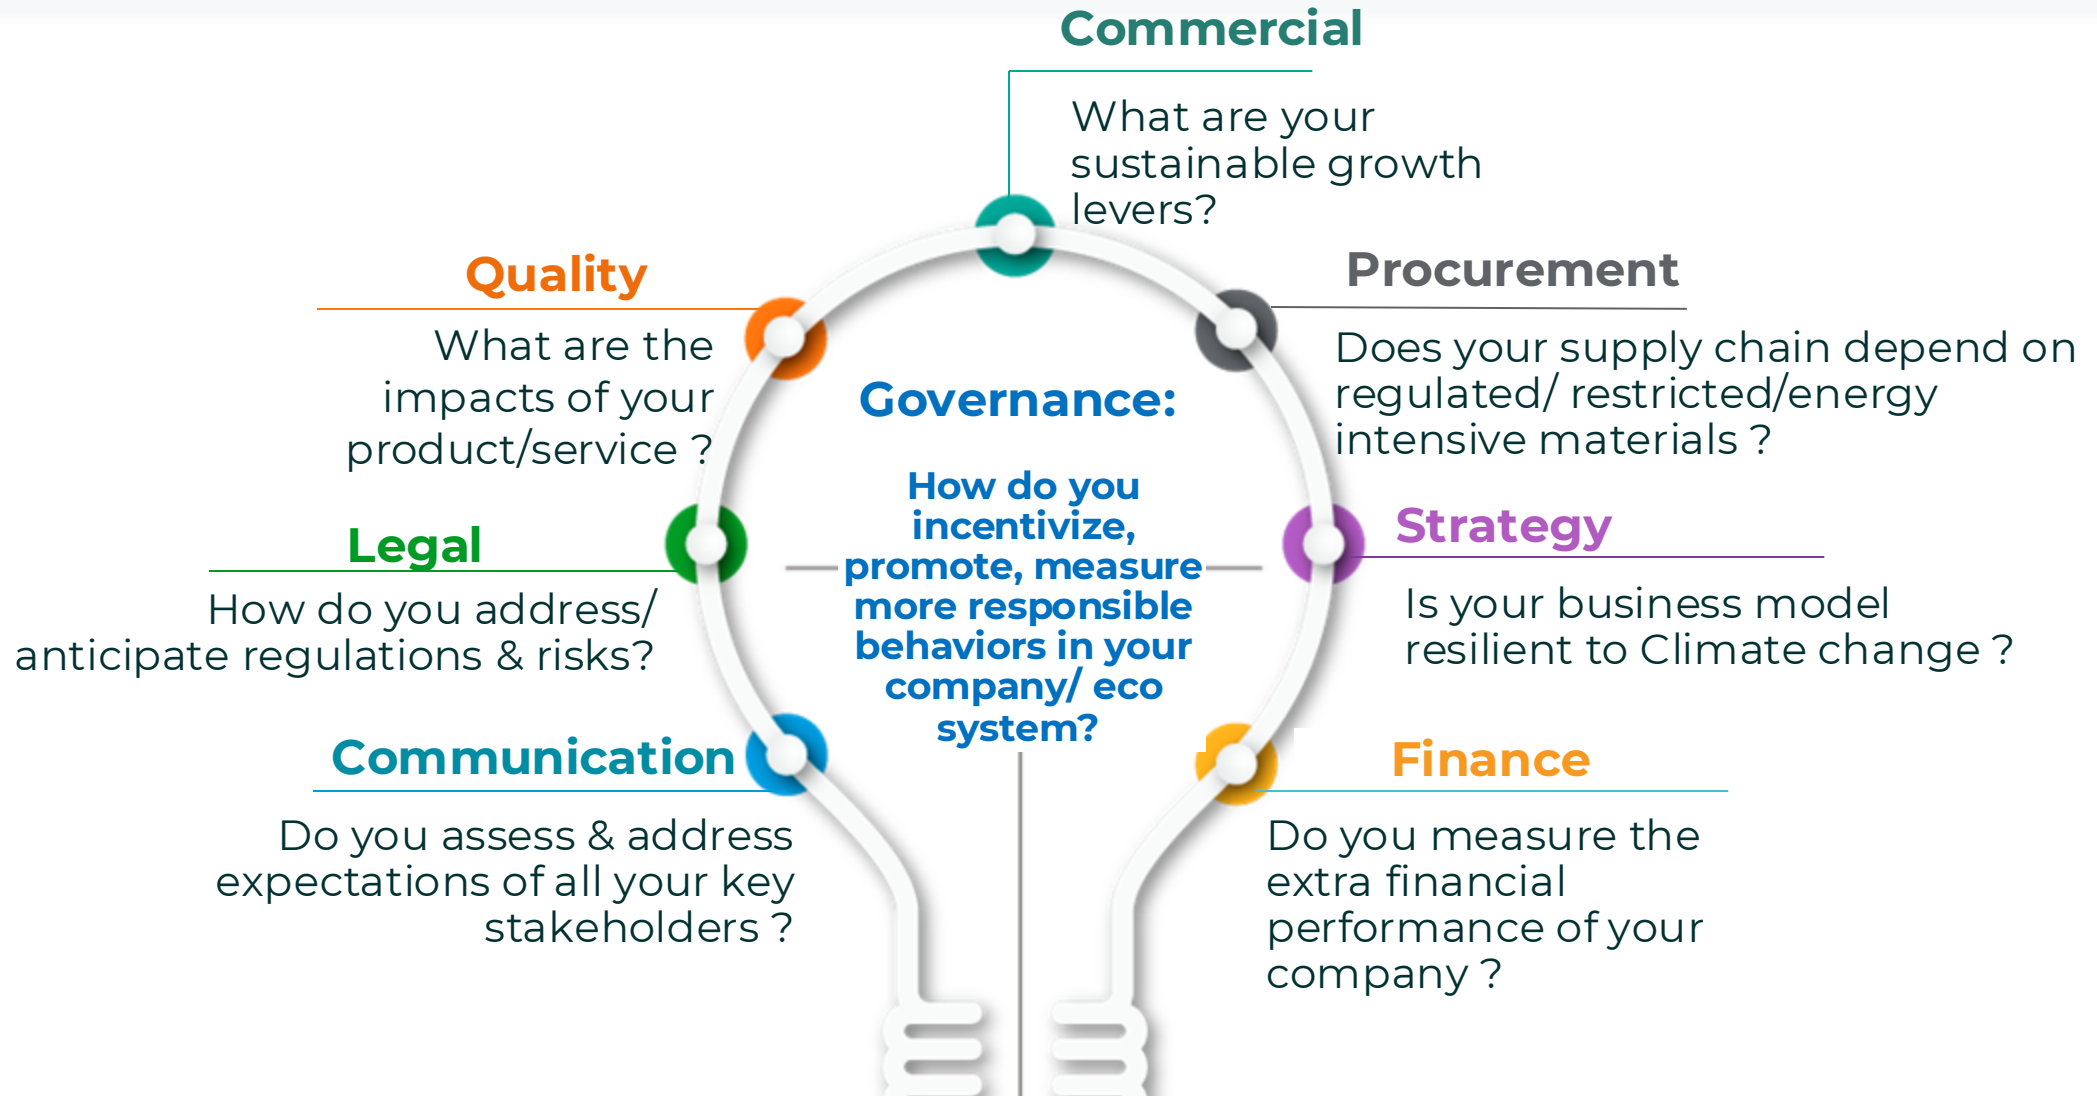 Commercial
What are your
sustainable growth
levers?
Quality
What are the
impacts of your
product/service ?
Procurement
Does your supply chain depend on
regulated/ restricted/energy
intensive materials ?
Governance:
How do you
incentivize,
promote, measure
more responsible
behaviors in your
company/ eco
system?
Legal
How do you address/
anticipate regulations & risks?
Strategy
Is your business model
resilient to Climate change ?
Communication
Do you assess & address
expectations of all your key
stakeholders ?
Finance
Do you measure the
extra financial
performance of your
company ?